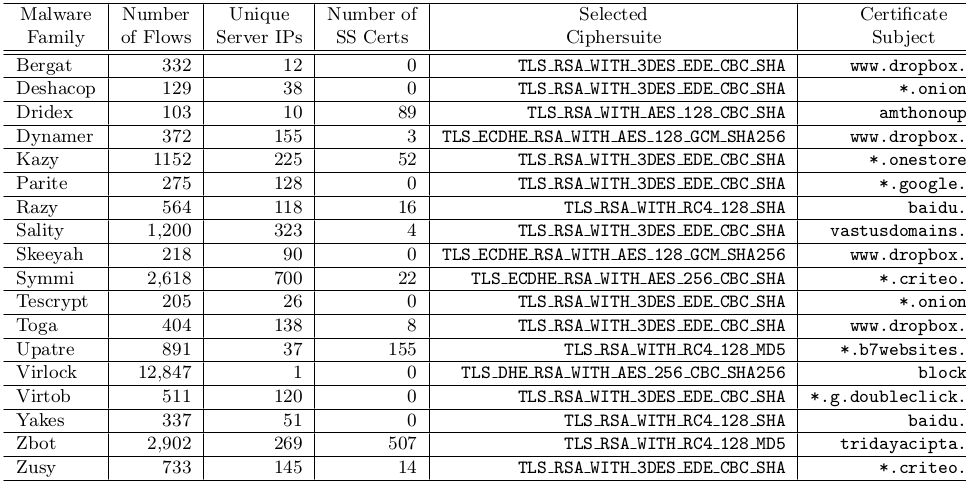 Malware Number Unique Number of Selected Certificate
Family of Flows Server IPs SS Certs Ciphersuite Subject
Bergat 332 12 0 TLS_RSA_WITH_3DES_EDE_CBC_SHA www.dropbox.
Deshacop 129 38 0 TLS_RSA_WITH_3DES_EDE_CBC_SHA *.onion
Dridex 103 10 89 TLS_RSA_WITH_AES_128_CBC_SHA amthonoup
Dynamer 372 155 3 TLS_ECDHE_RSA_WITH_AES_128_GCM_SHA256 www.dropbox.
Kazy 1152 225 52 TLS_RSA_WITH_3DES_EDE_CBC_SHA *.onestore
Parite 275 128 0 TLS_RSA_WITH_3DES_EDE_CBC_SHA *.google.
Razy 564 118 16 TLS_RSA_WITH_RC4_128_SHA baidu.
Sality 1,200 323 4 TLS_RSA_WITH_3DES_EDE_CBC_SHA vastusdomains.
Skeeyah 218 90 0 TLS_ECDHE_RSA_WITH_AES_128_GCM_SHA256 www.dropbox.
Symmi 2,618 700 22 TLS_ECDHE_RSA_WITH_AES_256_CBC_SHA *.criteo.
Tescrypt 205 26 0 TLS_RSA_WITH_3DES_EDE_CBC_SHA *.onion
Toga 404 138 8 TLS_RSA_WITH_3DES_EDE_CBC_SHA www.dropbox.
Upatre 891 37 155 TLS_RSA_WITH_RC4_128_MD5 *.b7websites.
Virlock 12,847 1 0 TLS_DHE_RSA_WITH_AES_256_CBC_SHA256 block
Virtob 511 120 0 TLS_RSA_WITH_3DES_EDE_CBC_SHA *.g.doubleclick.
Yakes 337 51 0 TLS_RSA_WITH_RC4_128_SHA baidu.
Zbot 2,902 269 507 TLS_RSA_WITH_RC4_128_MD5 tridayacipta.
Zusy 733 145 14 TLS_RSA_WITH_3DES_EDE_CBC_SHA *.criteo.